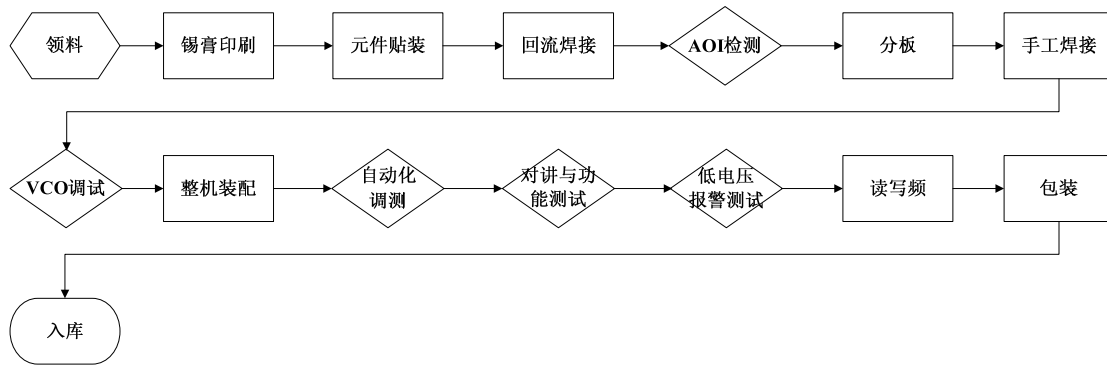 领料
锡膏印刷
元件贴装
回流焊接
AOI检测
分板
手工焊接
VCO调试
整机装配
自动化
调测
对讲与功
能测试
低电压
报警测试
读写频
包装
入库